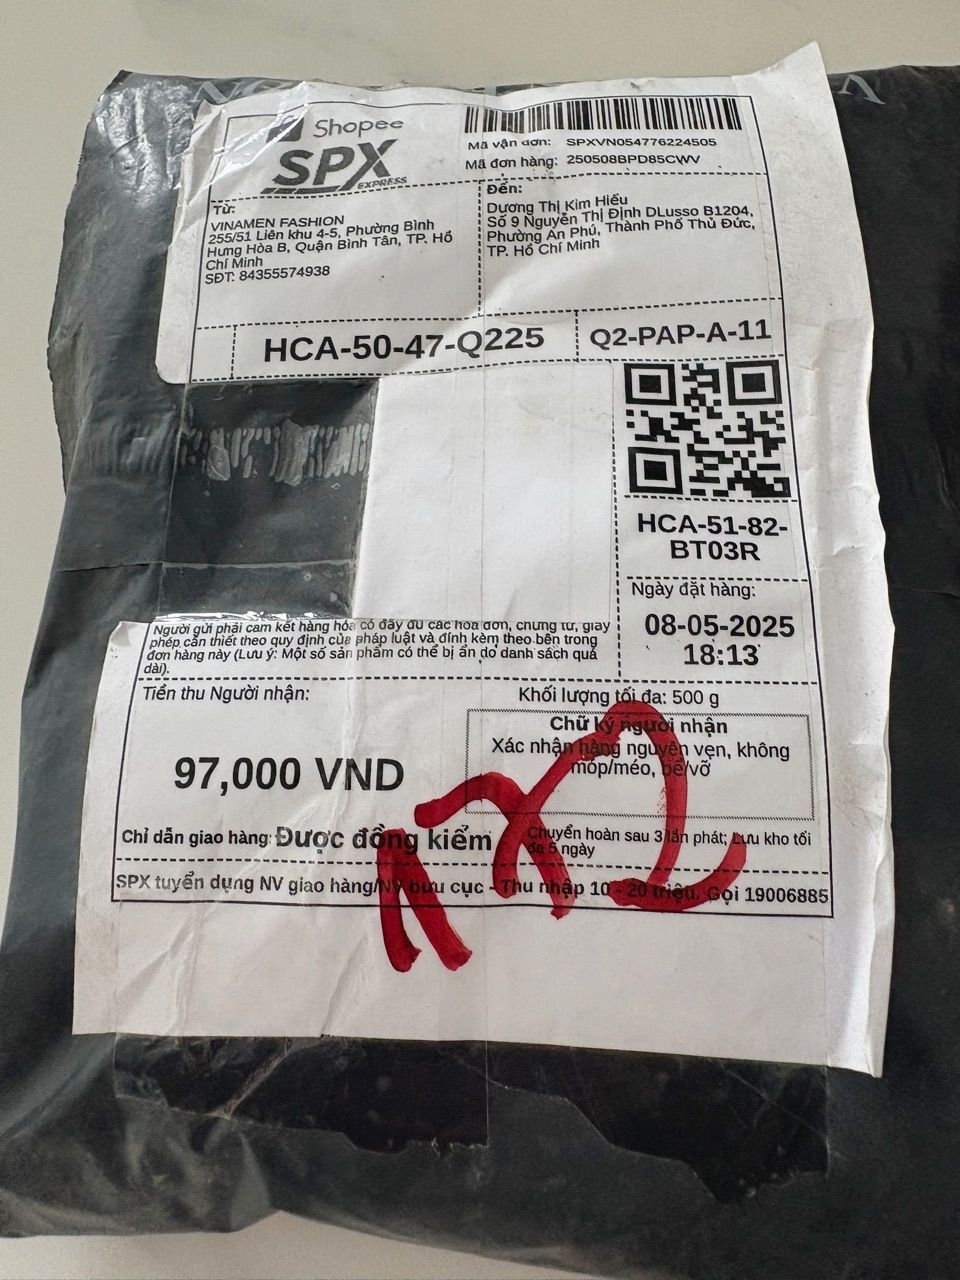 Shopee
SPX
EXPRESS
Mã vận đơn: SPXVN054776224505
Mã đơn hàng: 250508BPD85CWV
Từ:
VINAMEN FASHION
255/51 Liên khu 4-5, Phường Bình
Hưng Hòa B, Quận Bình Tân, TP. Hồ
Chí Minh
SĐT: 84355574938
Đến:
Dương Thị Kim Hiếu
Số 9 Nguyễn Thị Định DLusso B1204,
Phường An Phú, Thành Phố Thủ Đức,
TP. Hồ Chí Minh
HCA-50-47-Q225
Q2-PAP-A-11
HCA-51-82-
BT03R
Ngày đặt hàng:
08-05-2025
18:13
Người gửi phải cam kết hàng hóa có đầy đủ các hóa đơn, chứng từ, giấy
phép cần thiết theo quy định của pháp luật và đính kèm theo bên trong
đơn hàng này (Lưu ý: Một số sản phẩm có thể bị ẩn do danh sách quá
dài).
Tiền thu Người nhận:
Khối lượng tối đa: 500 g
97,000 VND
Chữ ký người nhận
Xác nhận hàng nguyên vẹn, không
móp/méo, bể/vỡ
Chỉ dẫn giao hàng: Được đồng kiểm
Chuyển hoàn sau 3 lần phát; Lưu kho tối
đa 5 ngày
SPX tuyển dụng NV giao hàng/NV bưu cục - Thu nhập 10 - 20 triệu. Gọi 19006885